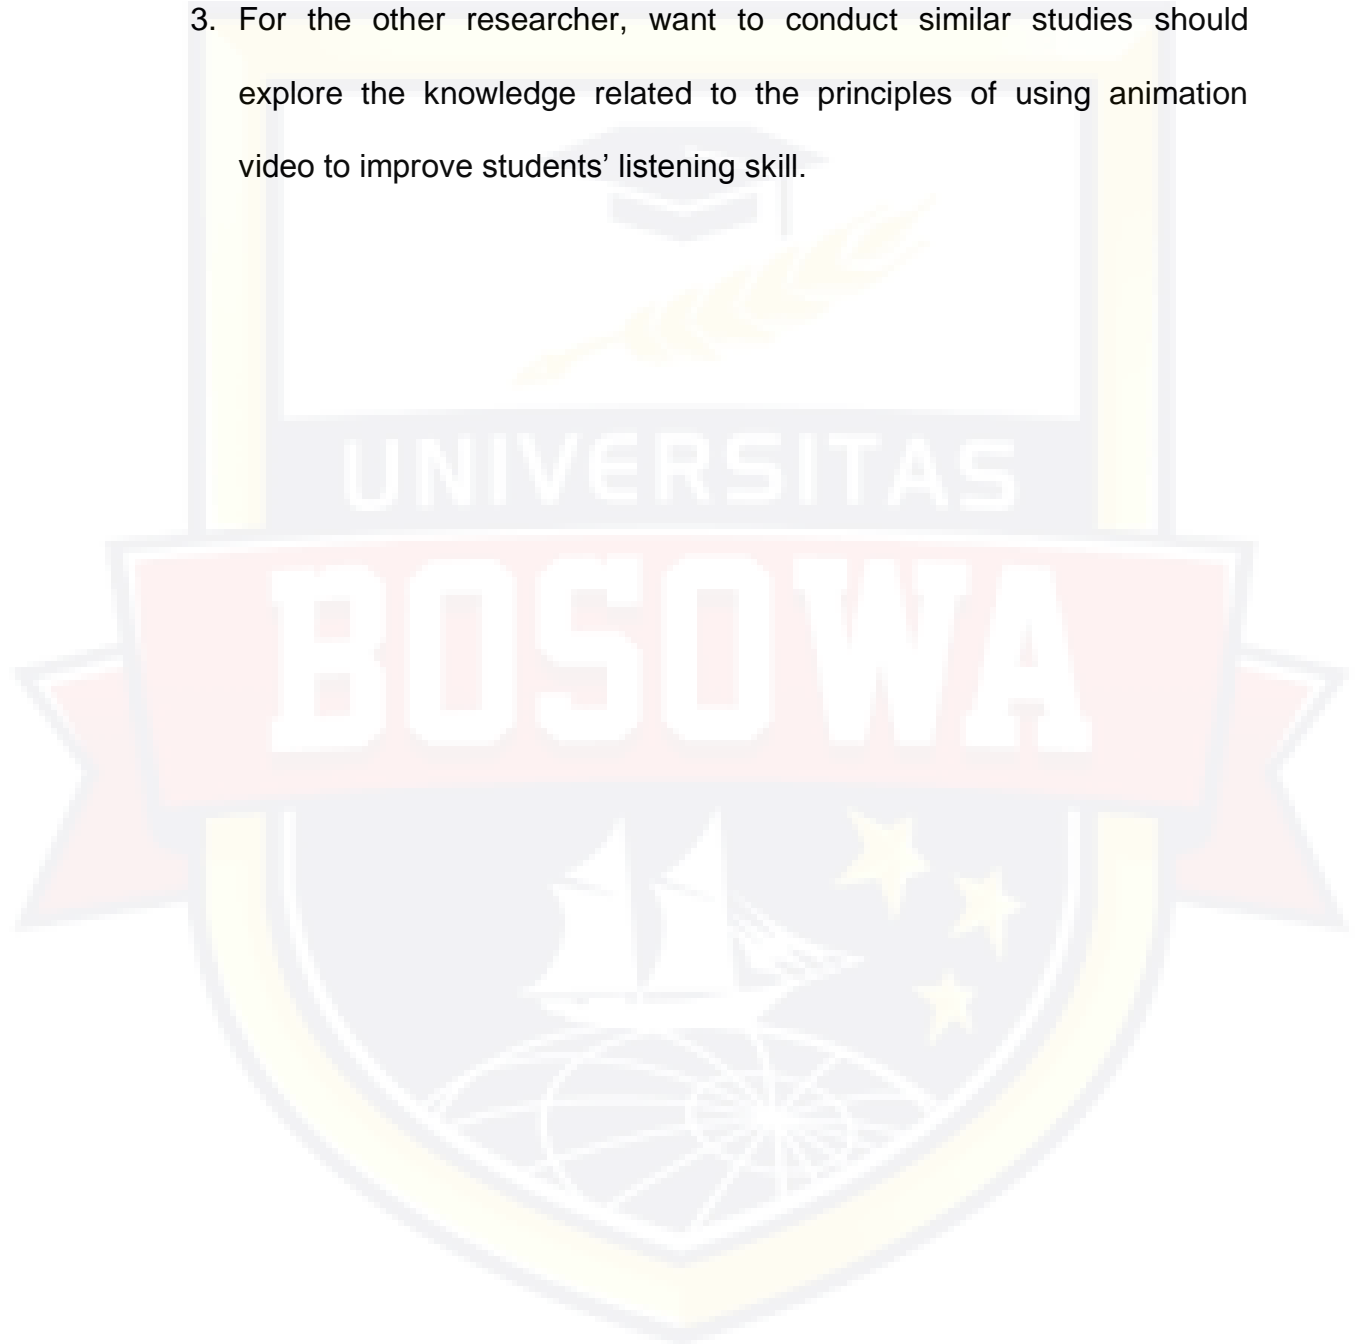 3. For the other researcher, want to conduct similar studies should
explore the knowledge related to the principles of using animation
video to improve students’ listening skill.
UNIVERSITAS
BOSOWA